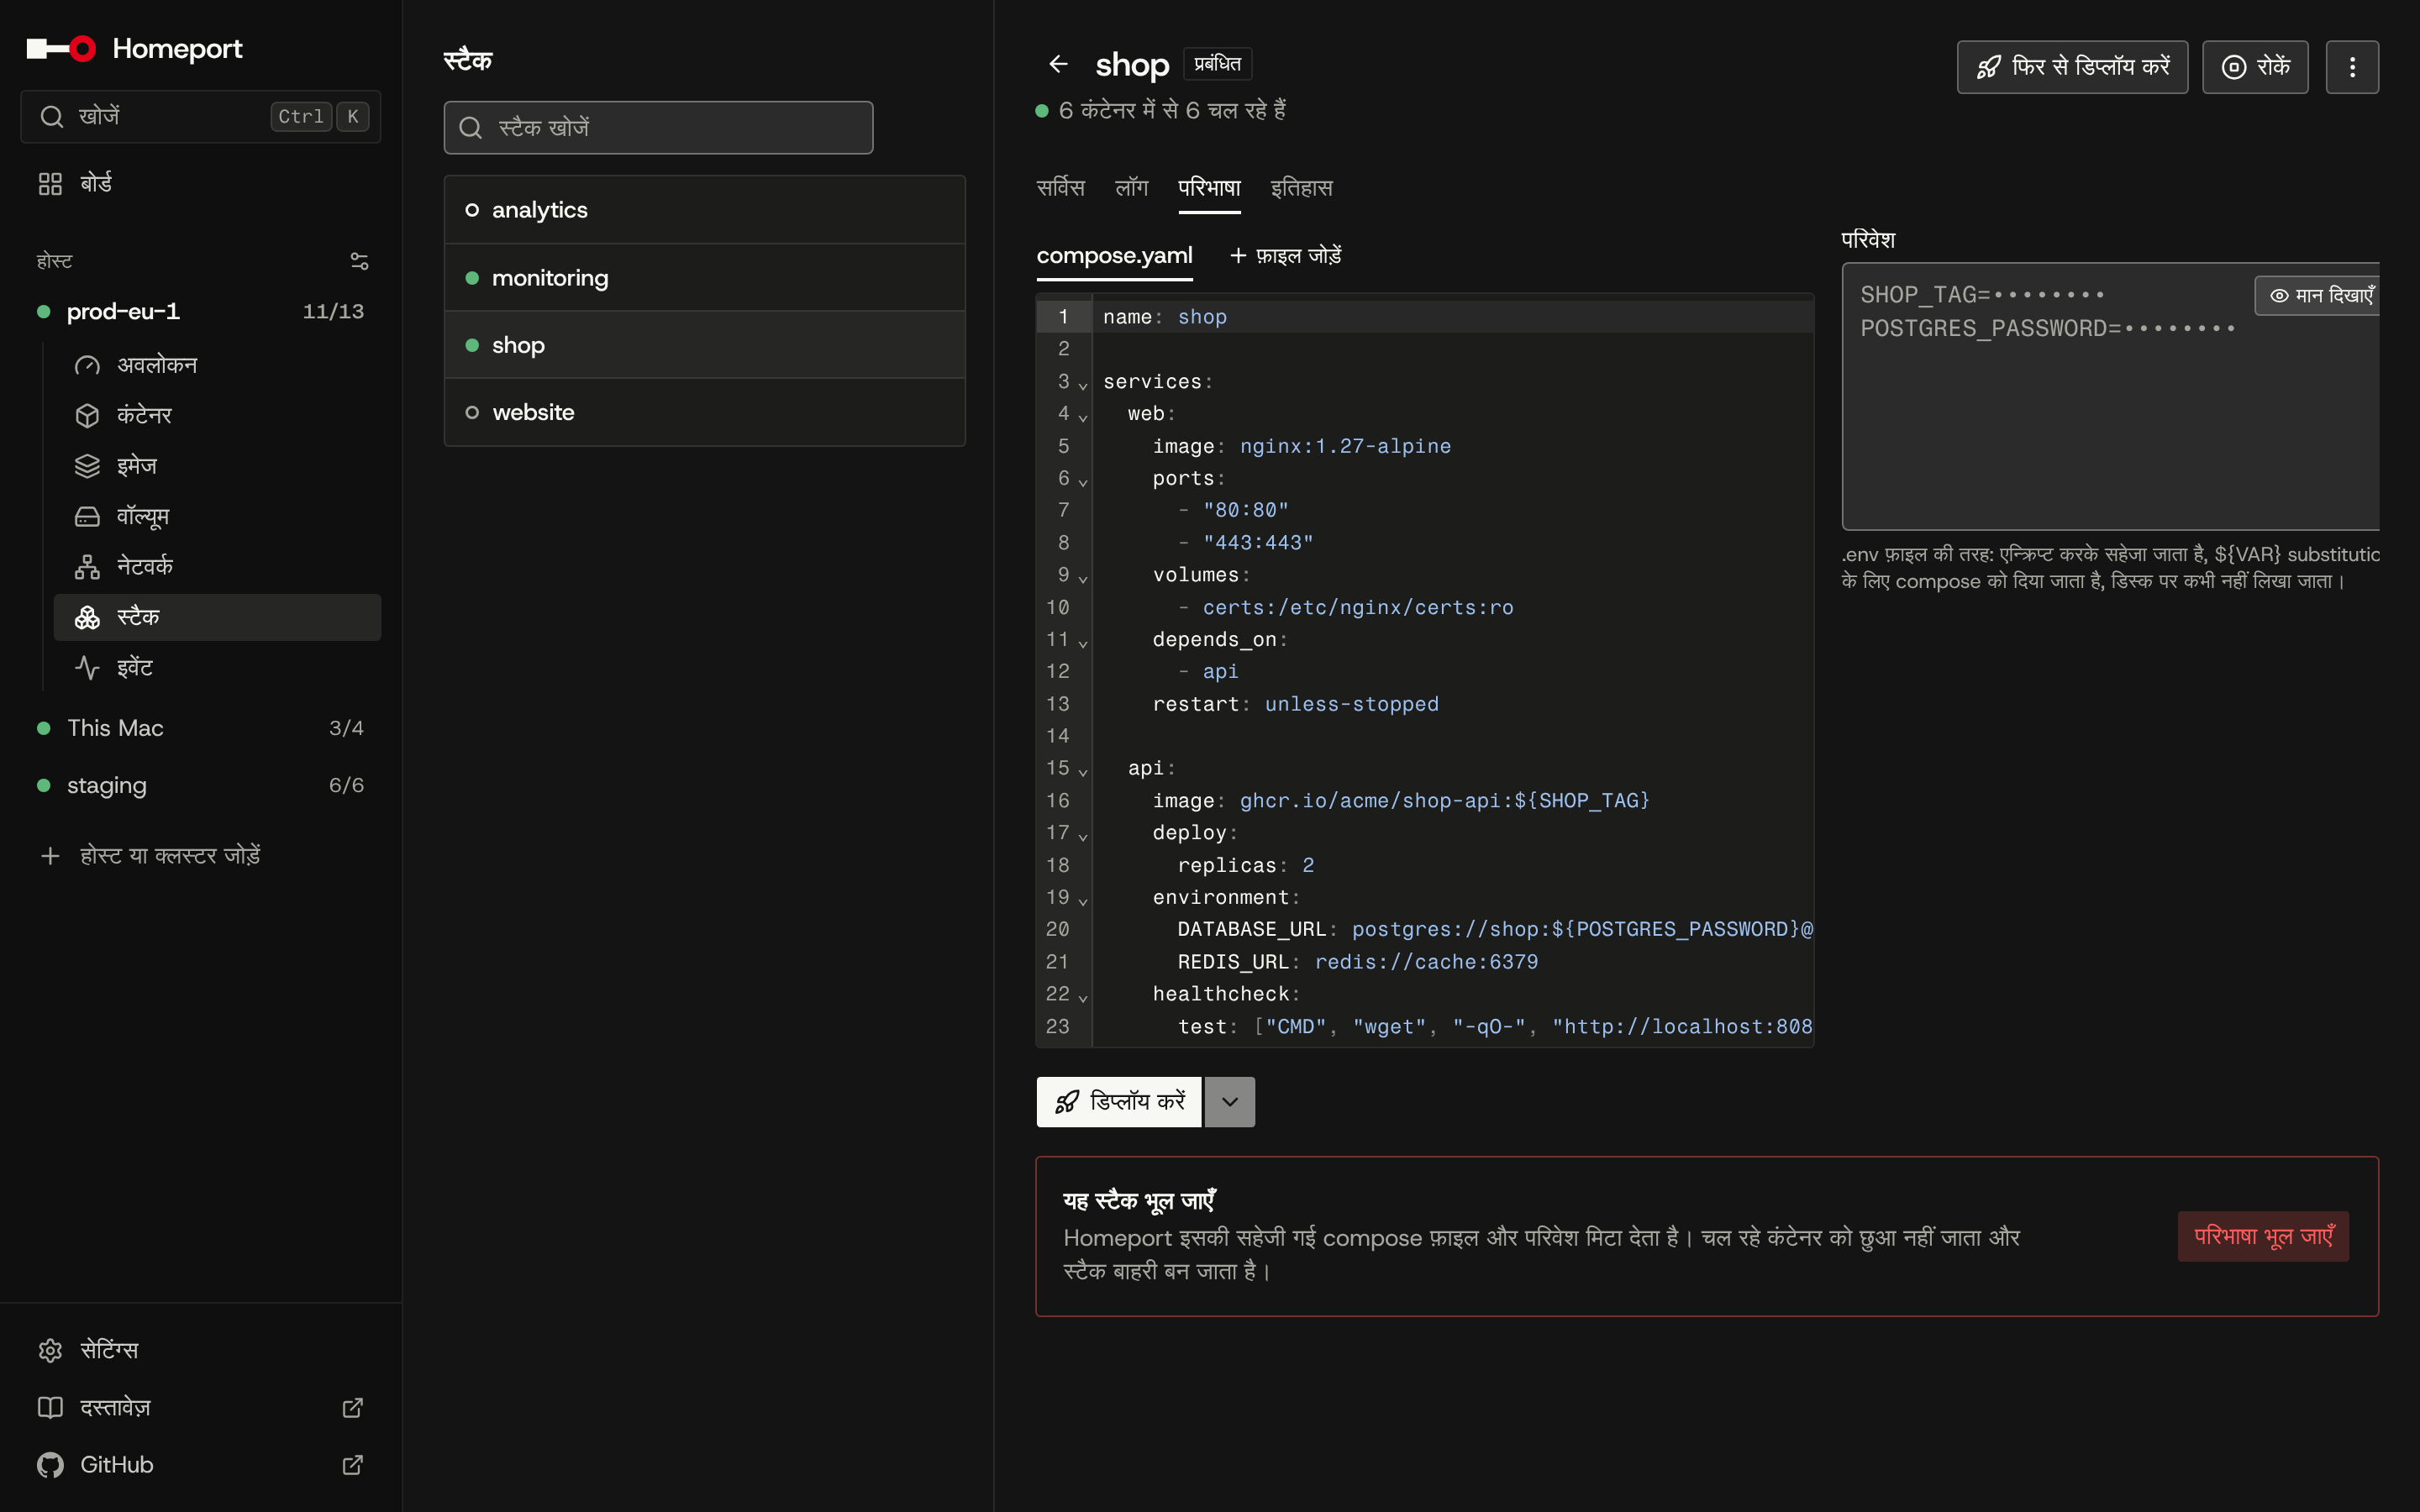 Homeport
खोजें Ctrl K
बोर्ड
होस्ट
prod-eu-1 11/13
अवलोकन
कंटेनर
इमेज
वॉल्यूम
नेटवर्क
स्टैक
इवेंट
This Mac 3/4
staging 6/6
होस्ट या क्लस्टर जोड़ें
सेटिंग्स
दस्तावेज़
GitHub
स्टैक
स्टैक खोजें
analytics
monitoring
shop
website
shop प्रबंधित
6 कंटेनर में से 6 चल रहे हैं
फिर से डिप्लॉय करें रोकें
सर्विस लॉग परिभाषा इतिहास
compose.yaml + फ़ाइल जोड़ें
1 name: shop
2
3 services:
4 web:
5 image: nginx:1.27-alpine
6 ports:
7 - "80:80"
8 - "443:443"
9 volumes:
10 - certs:/etc/nginx/certs:ro
11 depends_on:
12 - api
13 restart: unless-stopped
14
15 api:
16 image: ghcr.io/acme/shop-api:${SHOP_TAG}
17 deploy:
18 replicas: 2
19 environment:
20 DATABASE_URL: postgres://shop:${POSTGRES_PASSWORD}@
21 REDIS_URL: redis://cache:6379
22 healthcheck:
23 test: ["CMD", "wget", "-qO-", "http://localhost:808
परिवेश
SHOP_TAG=••••••••
POSTGRES_PASSWORD=••••••••
मान दिखाएँ
.env फ़ाइल की तरह: एन्क्रिप्ट करके सहेजा जाता है, ${VAR} substitutic
के लिए compose को दिया जाता है, डिस्क पर कभी नहीं लिखा जाता।
डिप्लॉय करें
यह स्टैक भूल जाएँ
Homeport इसकी सहेजी गई compose फ़ाइल और परिवेश मिटा देता है। चल रहे कंटेनर को छुआ नहीं जाता और
स्टैक बाहरी बन जाता है।
परिभाषा भूल जाएँ